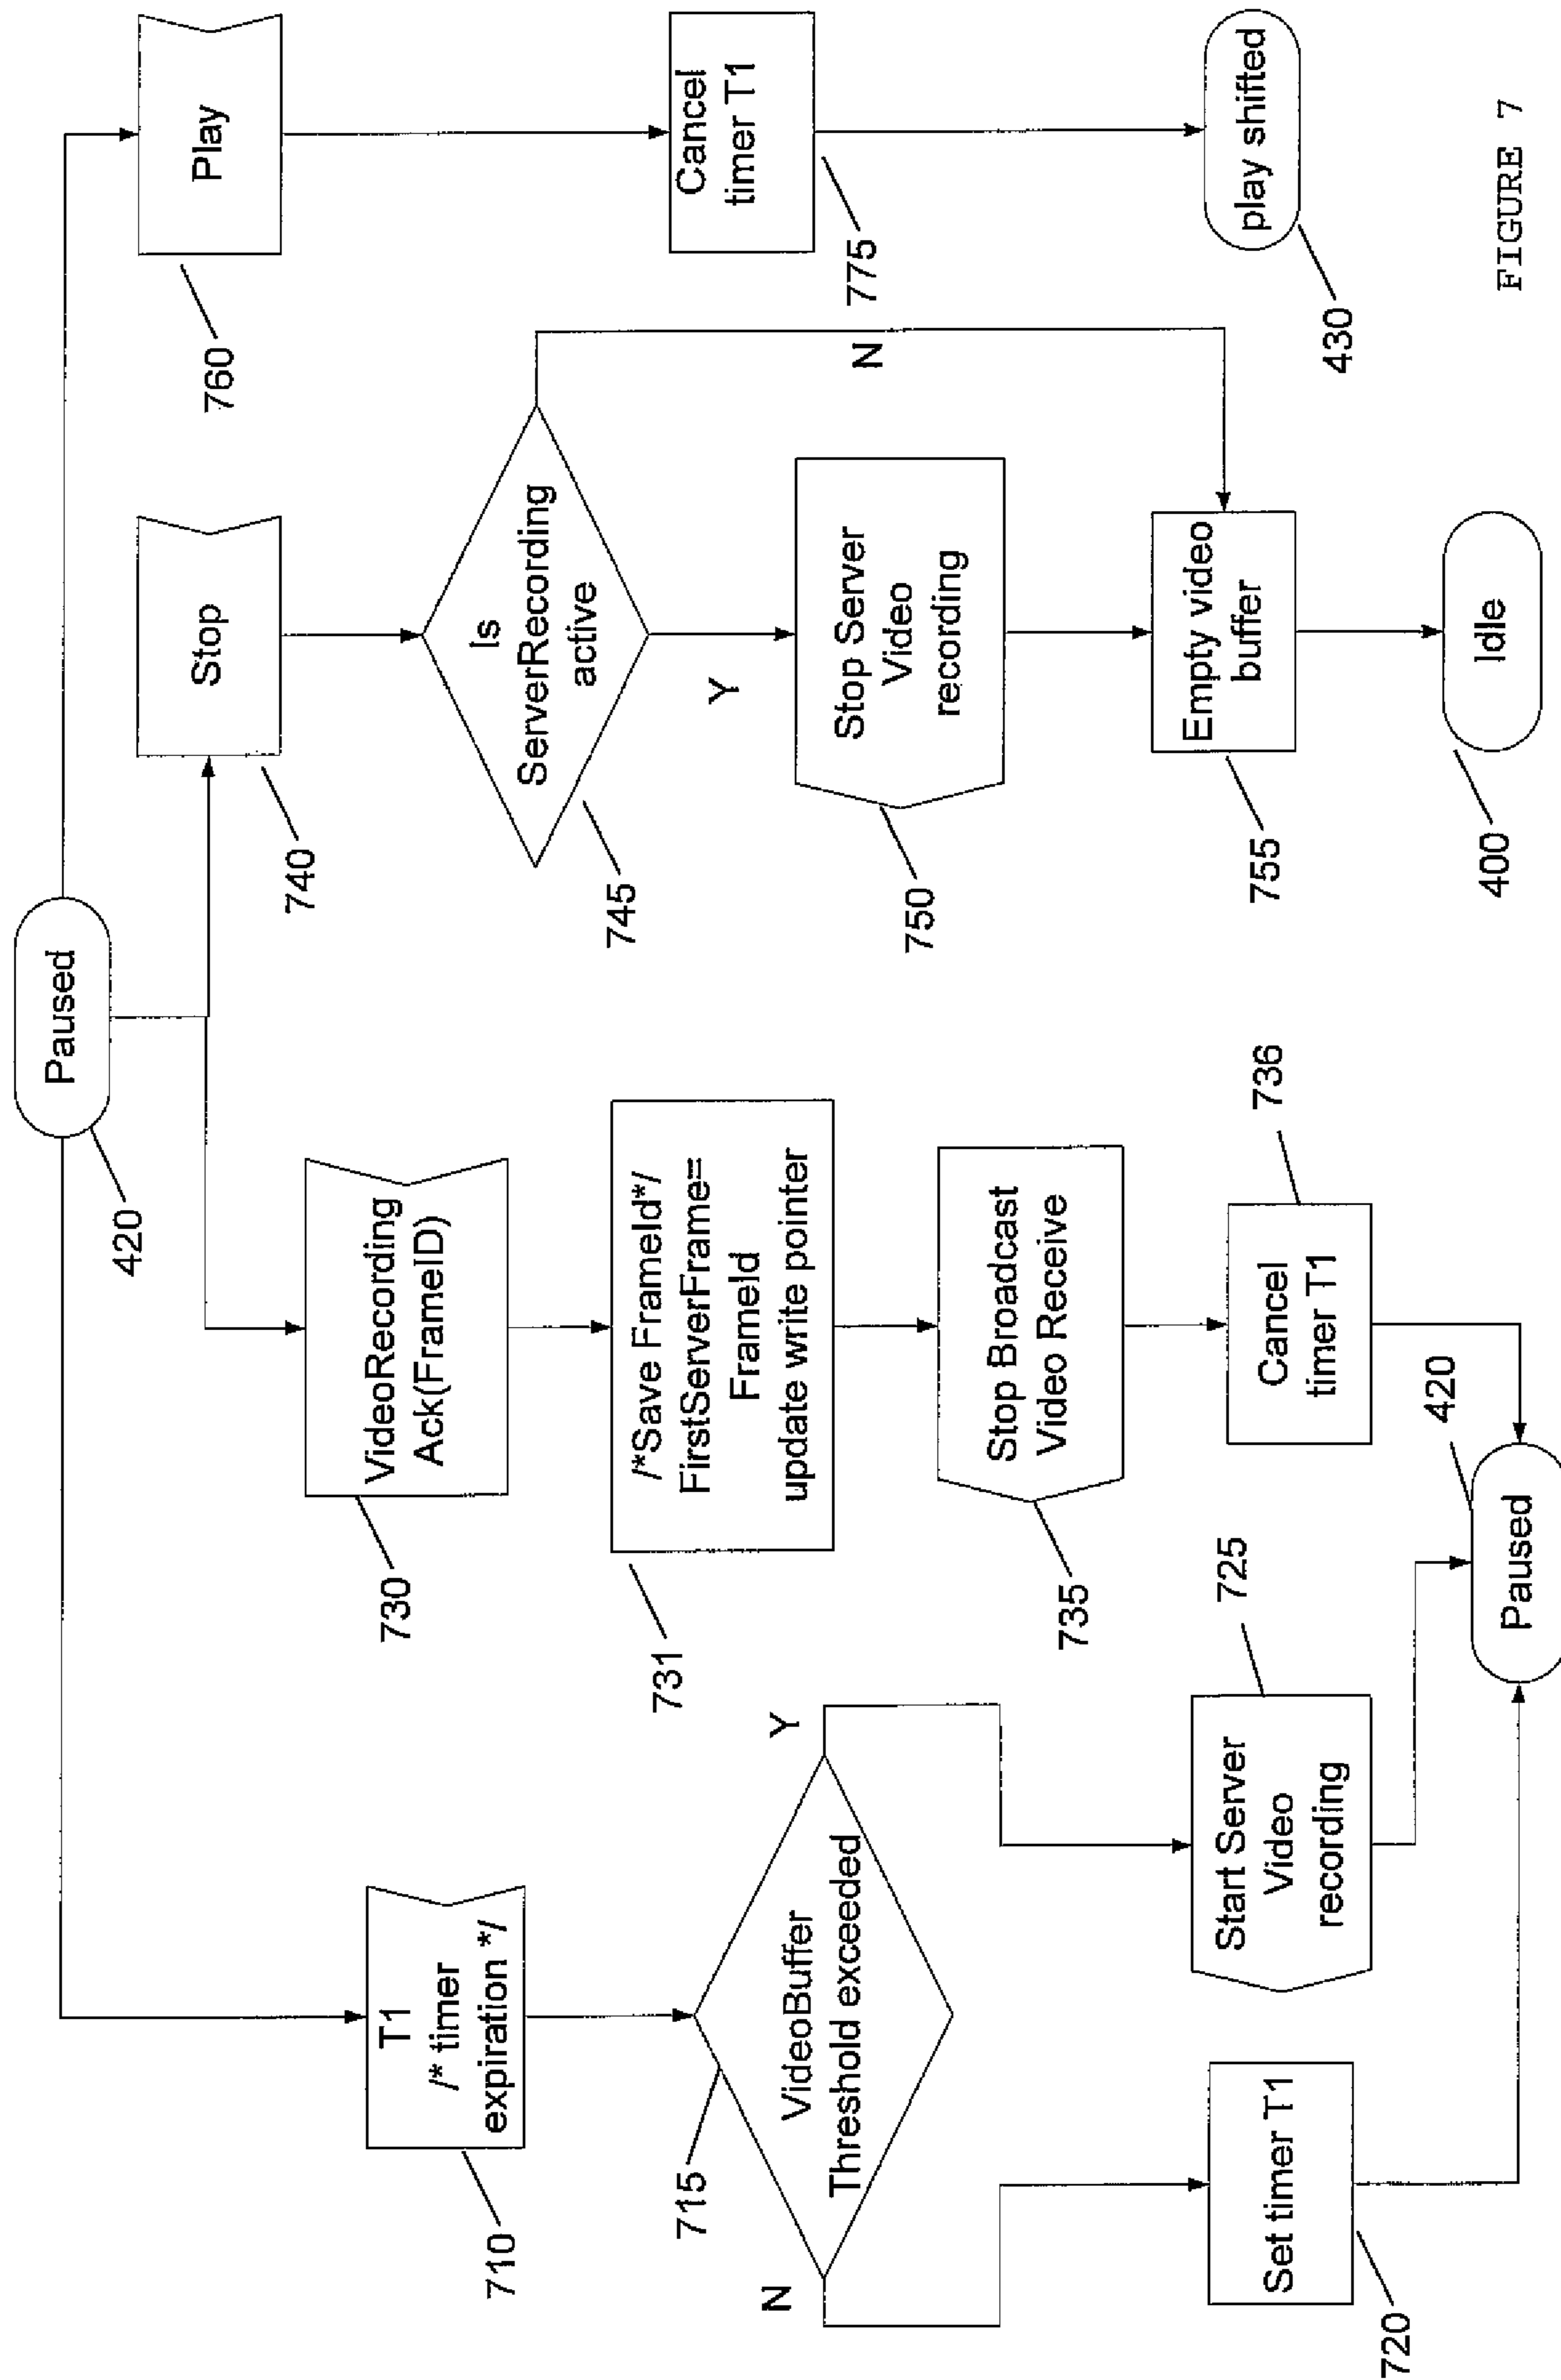 Paused
420
T1
/* timer
expiration */
710
VideoBuffer
Threshold exceeded
715
N
Y
Set timer T1
720
Start Server
Video
recording
725
VideoRecording
Ack(FrameID)
730
/*Save FrameId*/
FirstServerFrame=
FrameId
update write pointer
731
Stop Broadcast
Video Receive
735
Cancel
timer T1
736
Paused
420
Stop
740
Is
ServerRecording
active
745
Y
N
Stop Server
Video
recording
750
Empty video
buffer
755
Idle
400
Play
760
Cancel
timer T1
775
play shifted
430
FIGURE 7